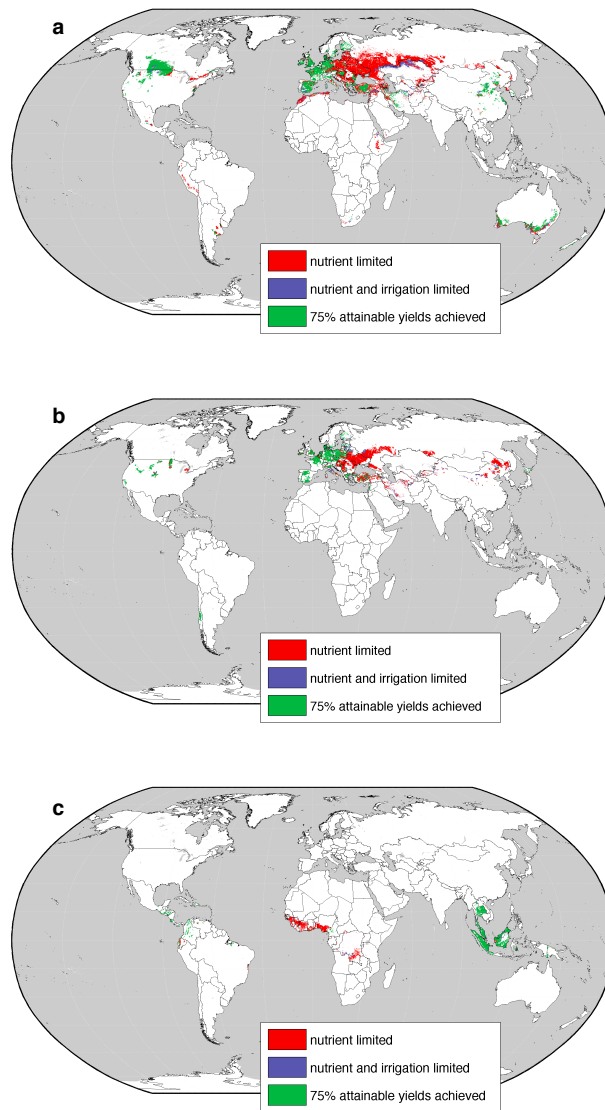 a
nutrient limited
nutrient and irrigation limited
75% attainable yields achieved
b
nutrient limited
nutrient and irrigation limited
75% attainable yields achieved
c
nutrient limited
nutrient and irrigation limited
75% attainable yields achieved